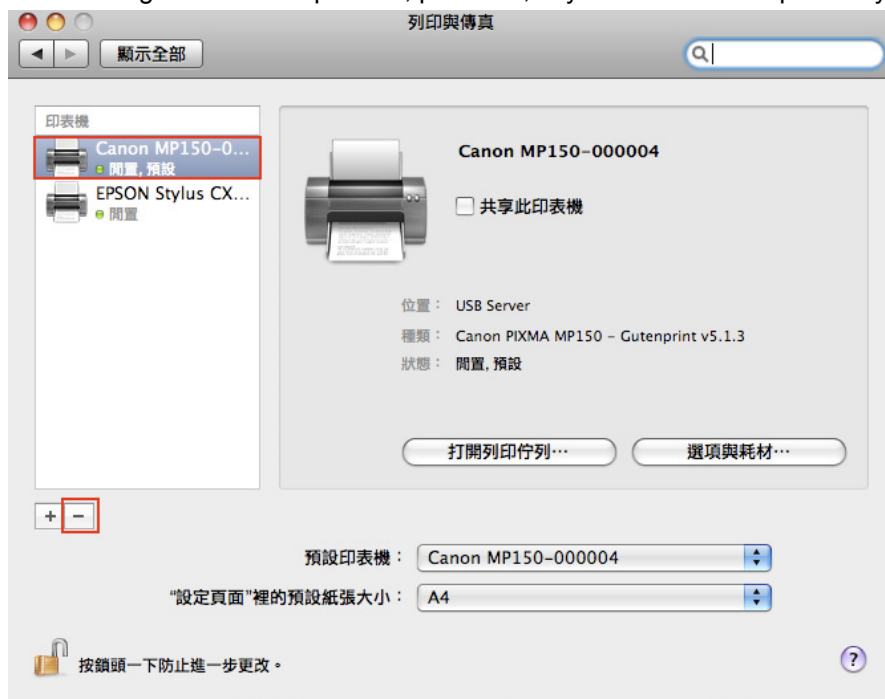 列印與傳真
顯示全部
印表機
Canon MP150-0...
閒置, 預設
EPSON Stylus CX...
閒置
Canon MP150-000004
共享此印表機
位置： USB Server
種類： Canon PIXMA MP150 – Gutenprint v5.1.3
狀態： 閒置, 預設
打開列印佇列⋯ 選項與耗材⋯
+ −
預設印表機： Canon MP150-000004
“設定頁面”裡的預設紙張大小： A4
按鎖頭一下防止進一步更改。 ?